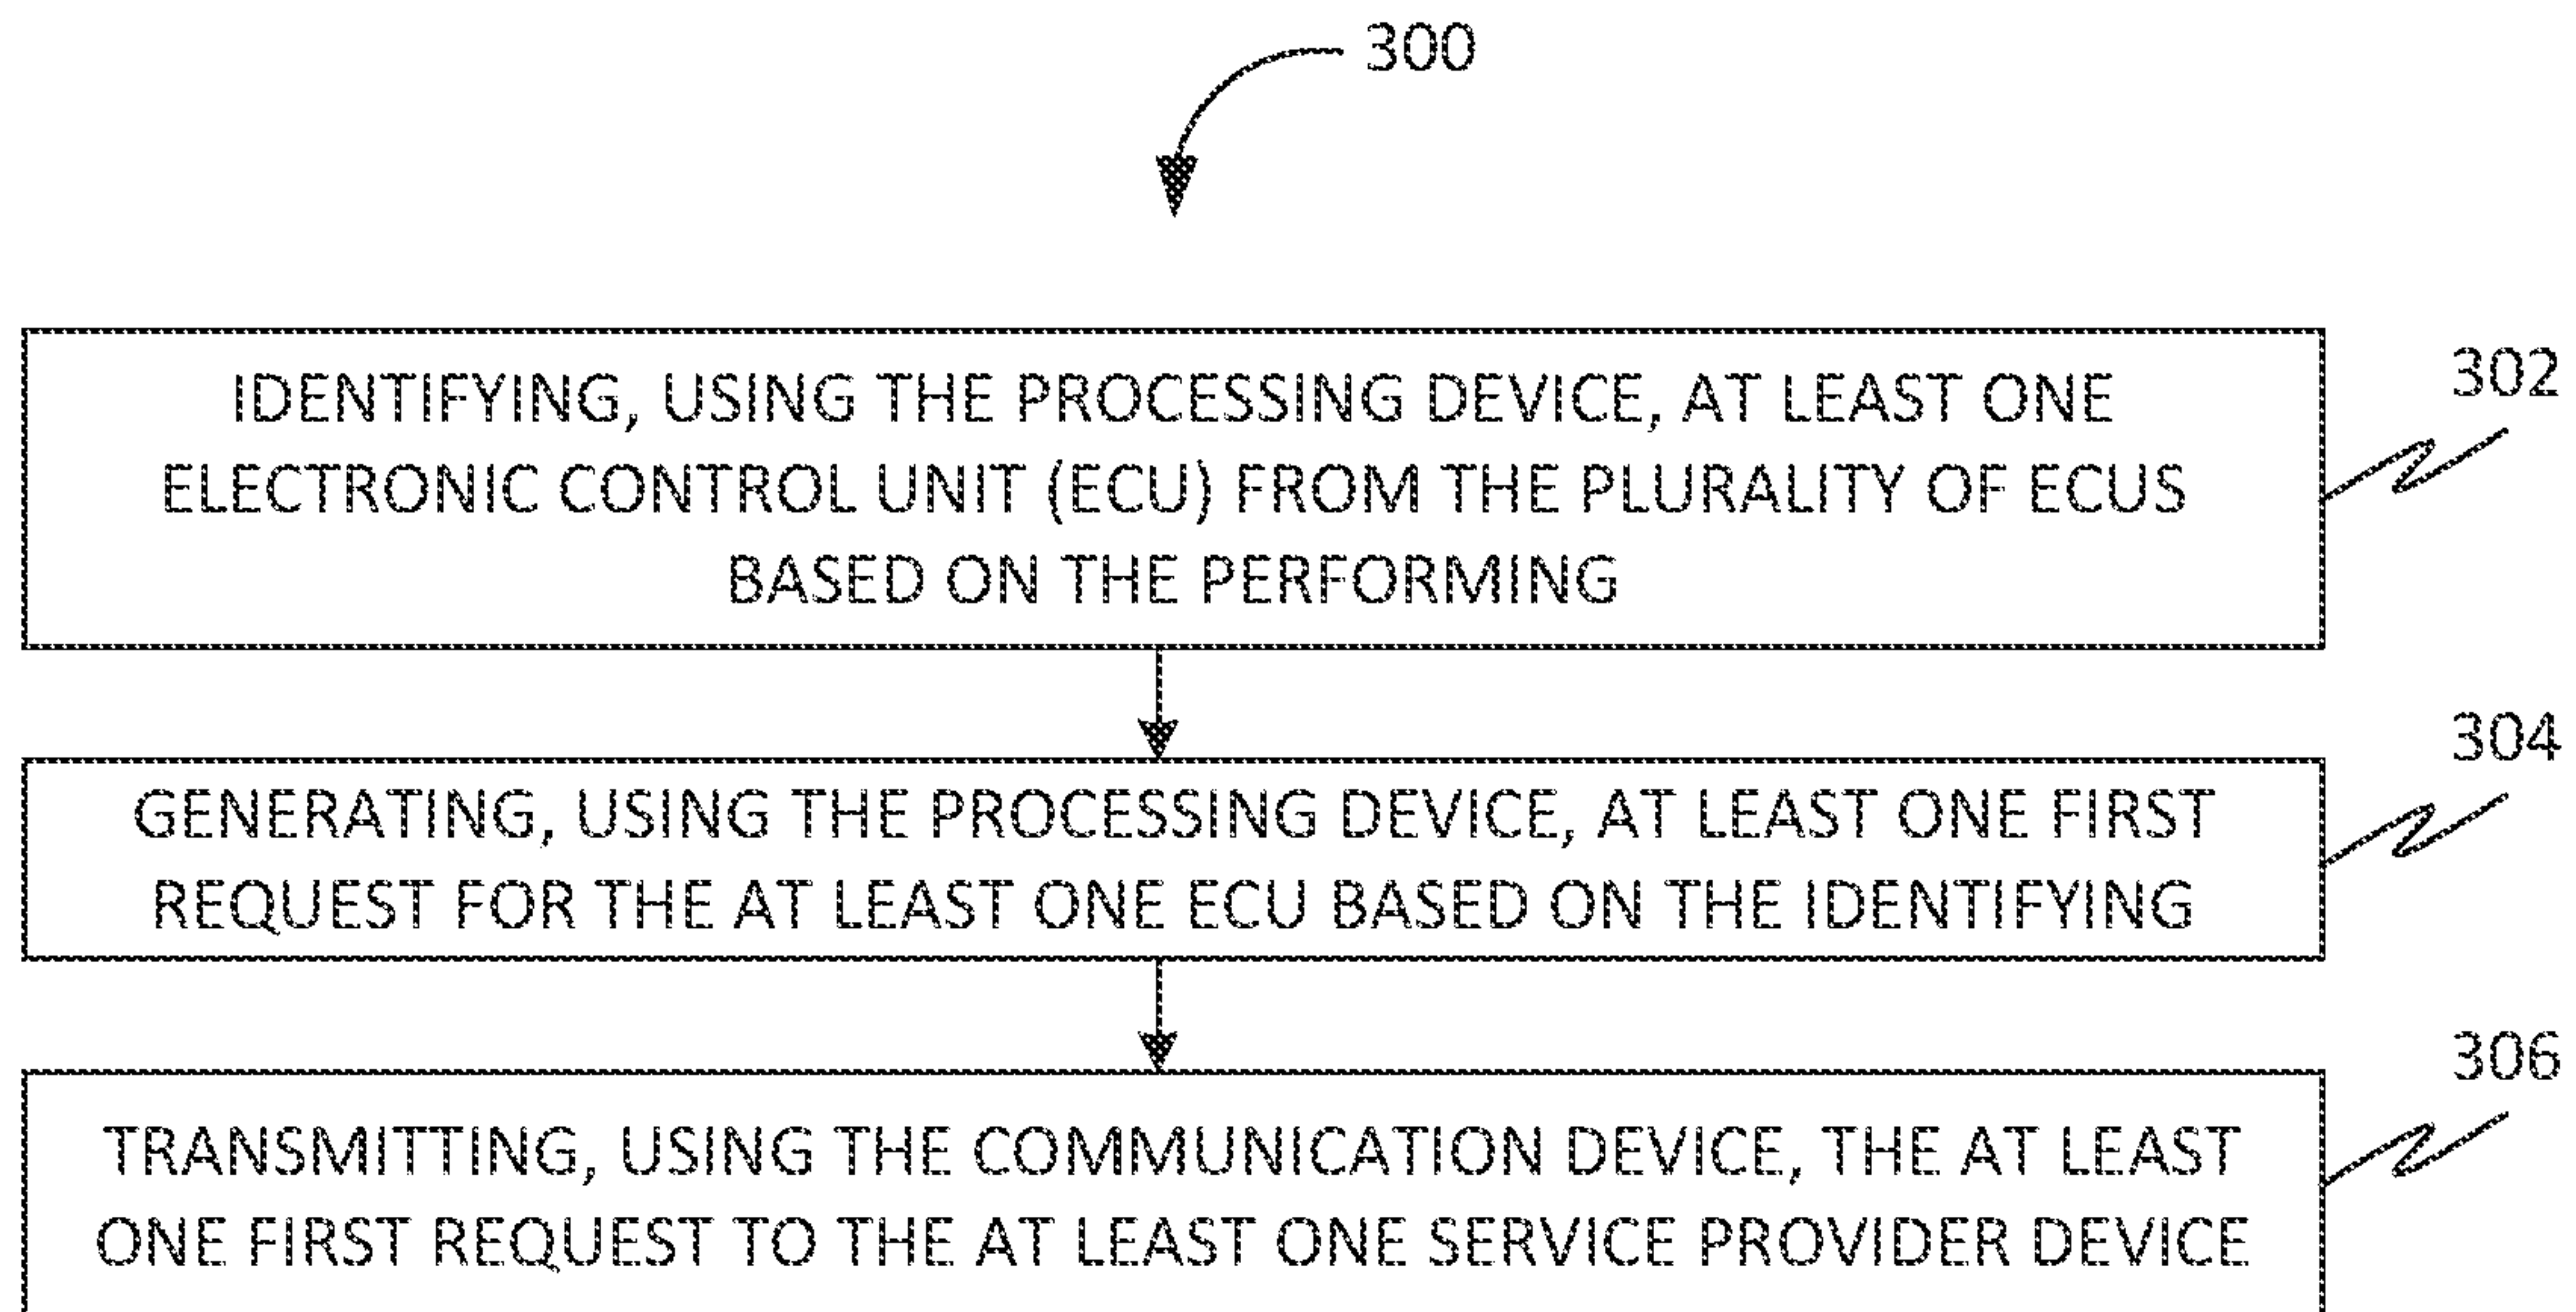 300
IDENTIFYING, USING THE PROCESSING DEVICE, AT LEAST ONE
ELECTRONIC CONTROL UNIT (ECU) FROM THE PLURALITY OF ECUS
BASED ON THE PERFORMING
302
GENERATING, USING THE PROCESSING DEVICE, AT LEAST ONE FIRST
REQUEST FOR THE AT LEAST ONE ECU BASED ON THE IDENTIFYING
304
TRANSMITTING, USING THE COMMUNICATION DEVICE, THE AT LEAST
ONE FIRST REQUEST TO THE AT LEAST ONE SERVICE PROVIDER DEVICE
306